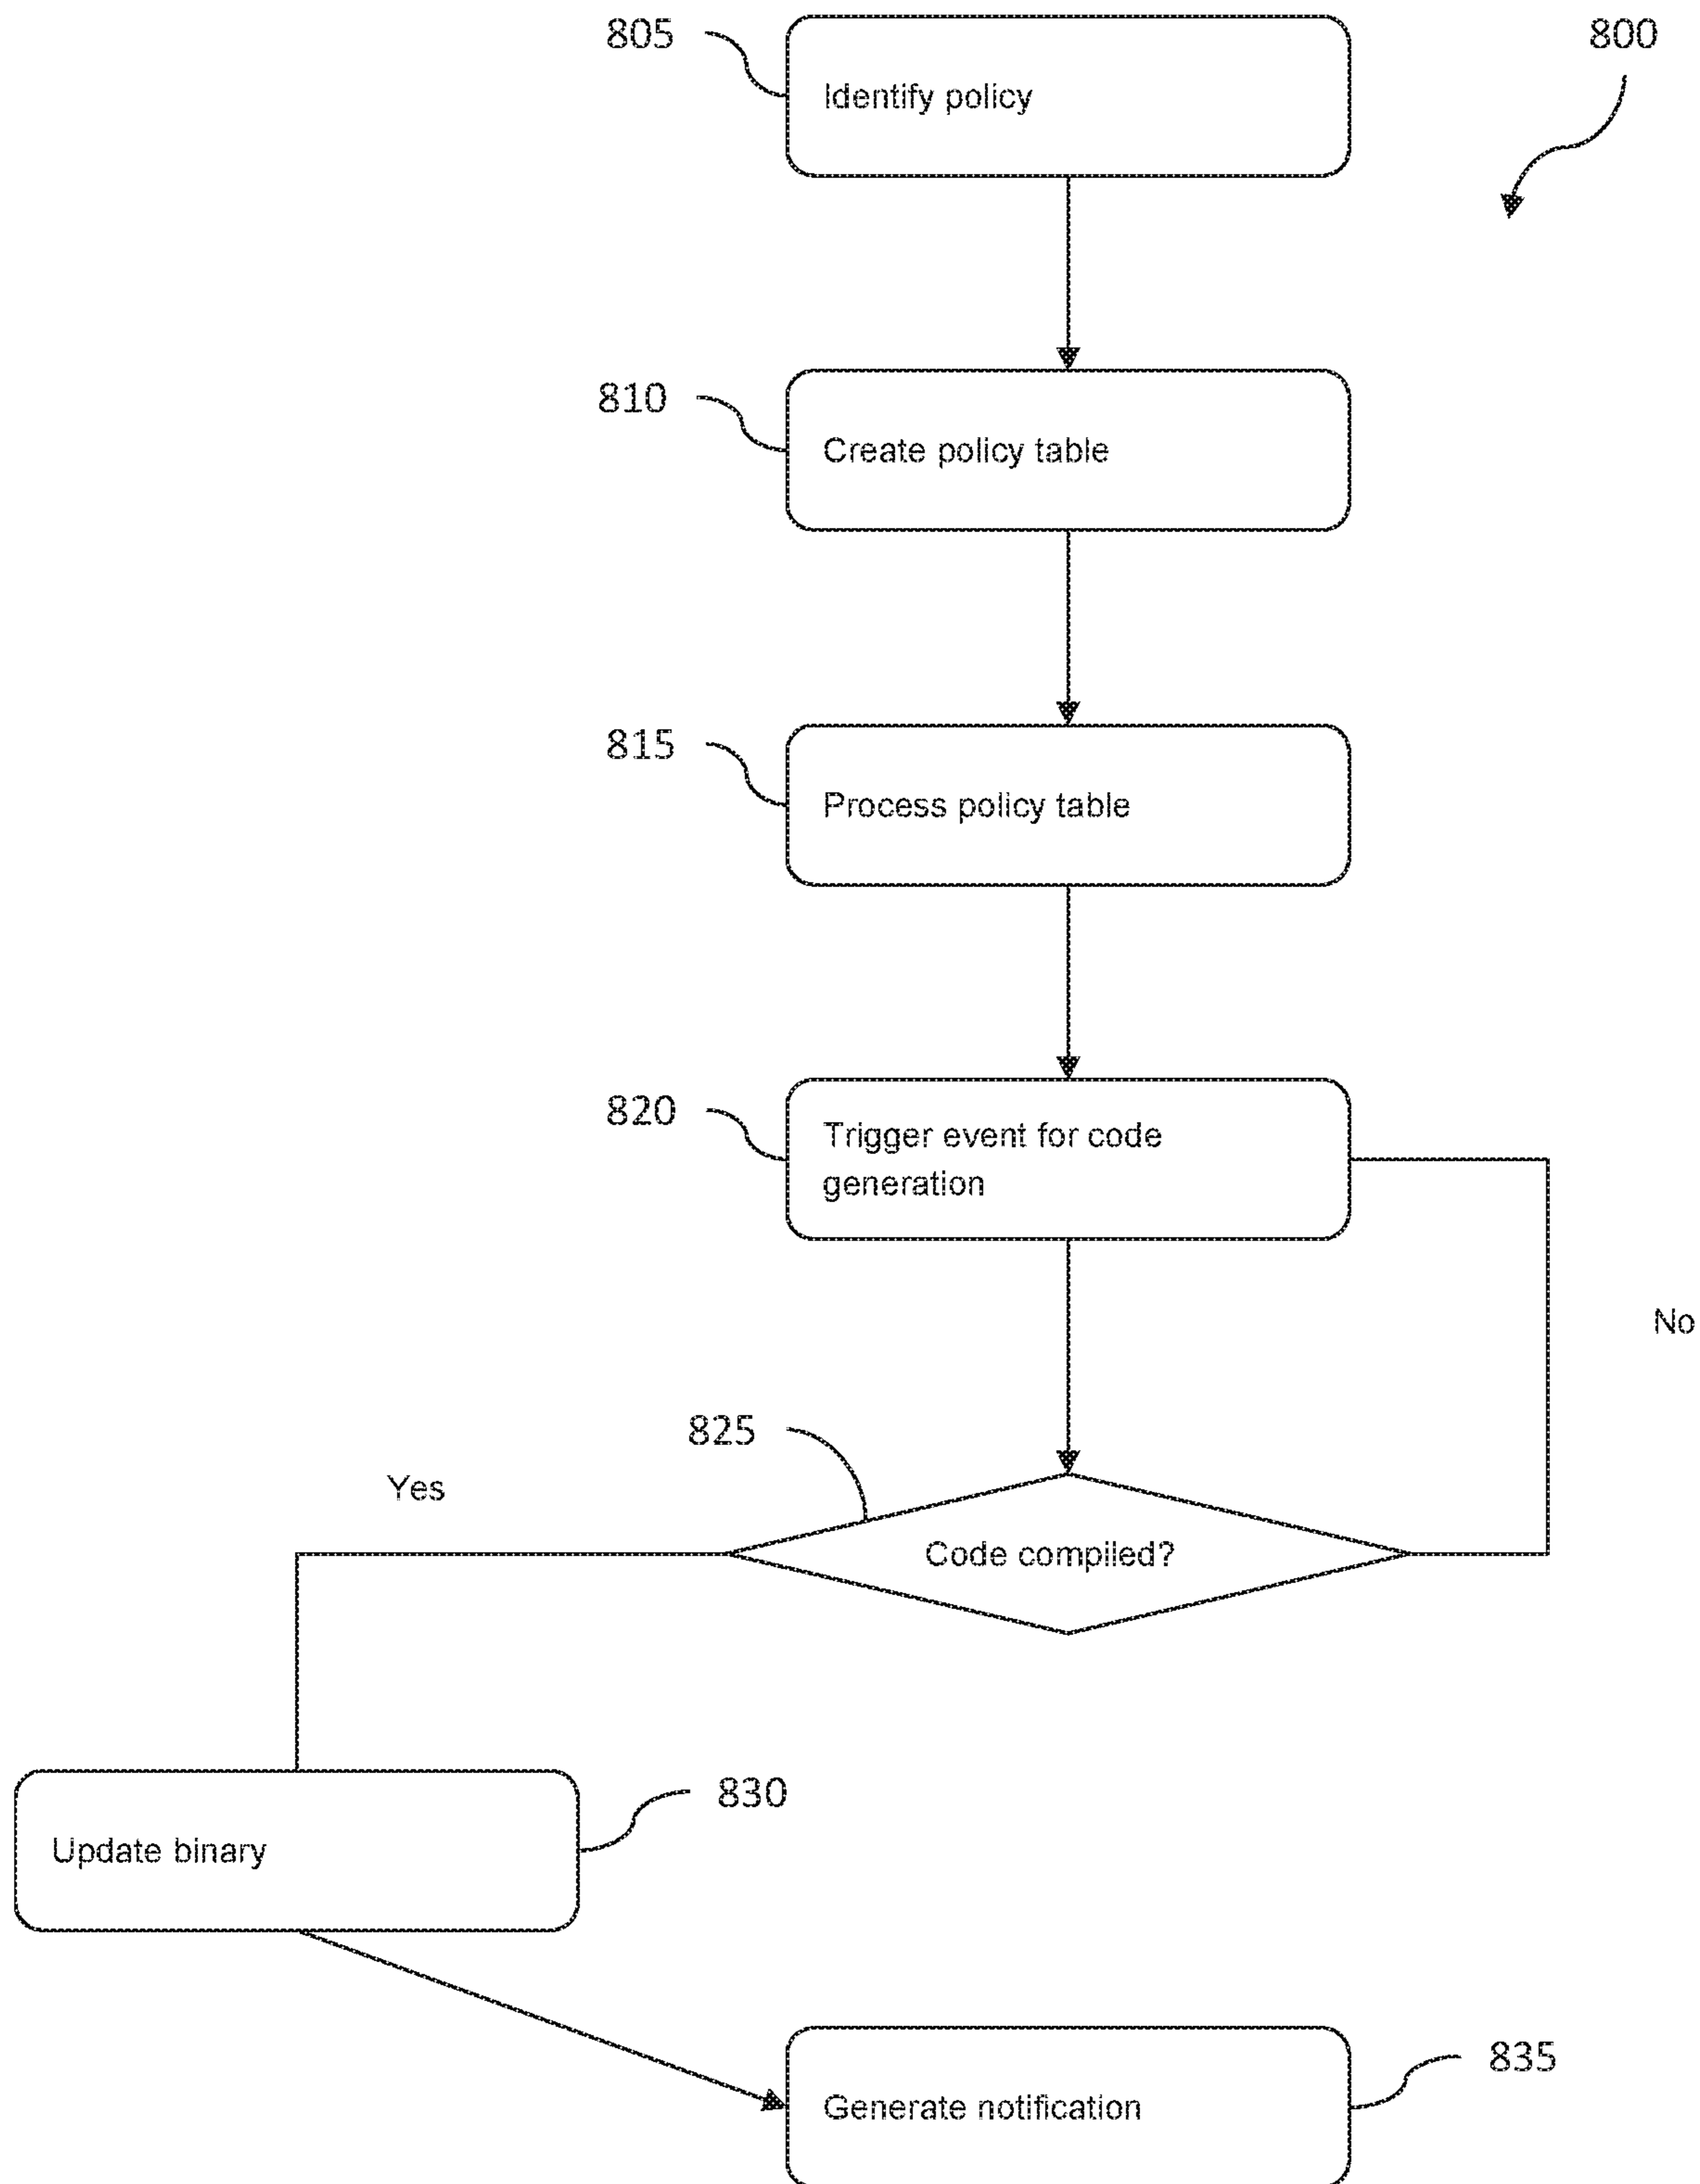 805
800
Identify policy
810
Create policy table
815
Process policy table
820
Trigger event for code
generation
No
825
Yes
Code compiled?
830
Update binary
835
Generate notification